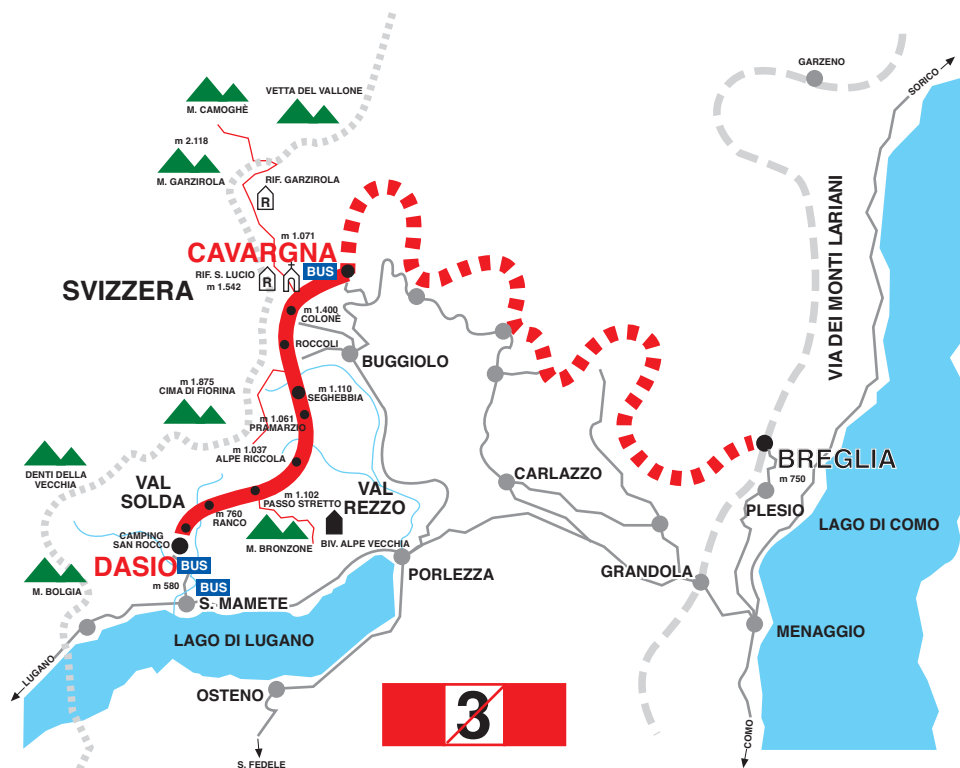 GARZENO
SORICO
VETTA DEL VALLONE
M. CAMOGHÈ
m 2.118
M. GARZIROLA
RIF. GARZIROLA
R
m 1.071
CAVARGNA
BUS
RIF. S. LUCIO
R
m 1.542
SVIZZERA
m 1.400
COLONÈ
ROCCOLI
BUGGIOLO
VIA DEI MONTI LARIANI
m 1.875
CIMA DI FIORINA
m 1.110
SEGHEBBIA
m 1.061
PRAMARZIO
m 1.037
ALPE RICCOLA
DENTI DELLA
VECCHIA
VAL
SOLDA
m 1.102
PASSO STRETTO
VAL
REZZO
m 760
RANCO
CARLAZZO
BREGLIA
m 750
PLESIO
LAGO DI COMO
CAMPING
SAN ROCCO
M. BRONZONE
BIV. ALPE VECCHIA
DASIO
BUS
m 580
BUS
M. BOLGIA
S. MAMETE
PORLEZZA
GRANDOLA
MENAGGIO
LAGO DI LUGANO
LUGANO
OSTENO
3
COMO
S. FEDELE